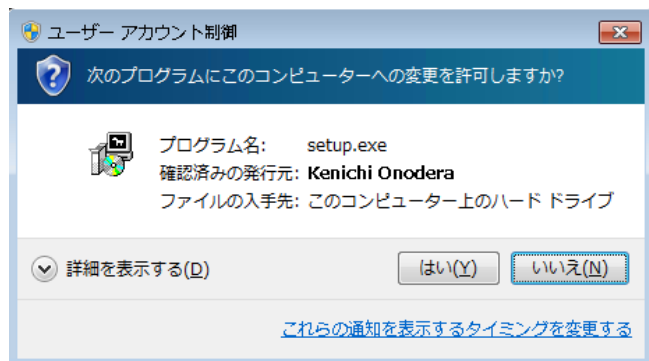 ユーザー アカウント制御
次のプログラムにこのコンピューターへの変更を許可しますか?
プログラム名: setup.exe
確認済みの発行元: Kenichi Onodera
ファイルの入手先: このコンピューター上のハード ドライブ
詳細を表示する(D)
はい(Y)
いいえ(N)
これらの通知を表示するタイミングを変更する